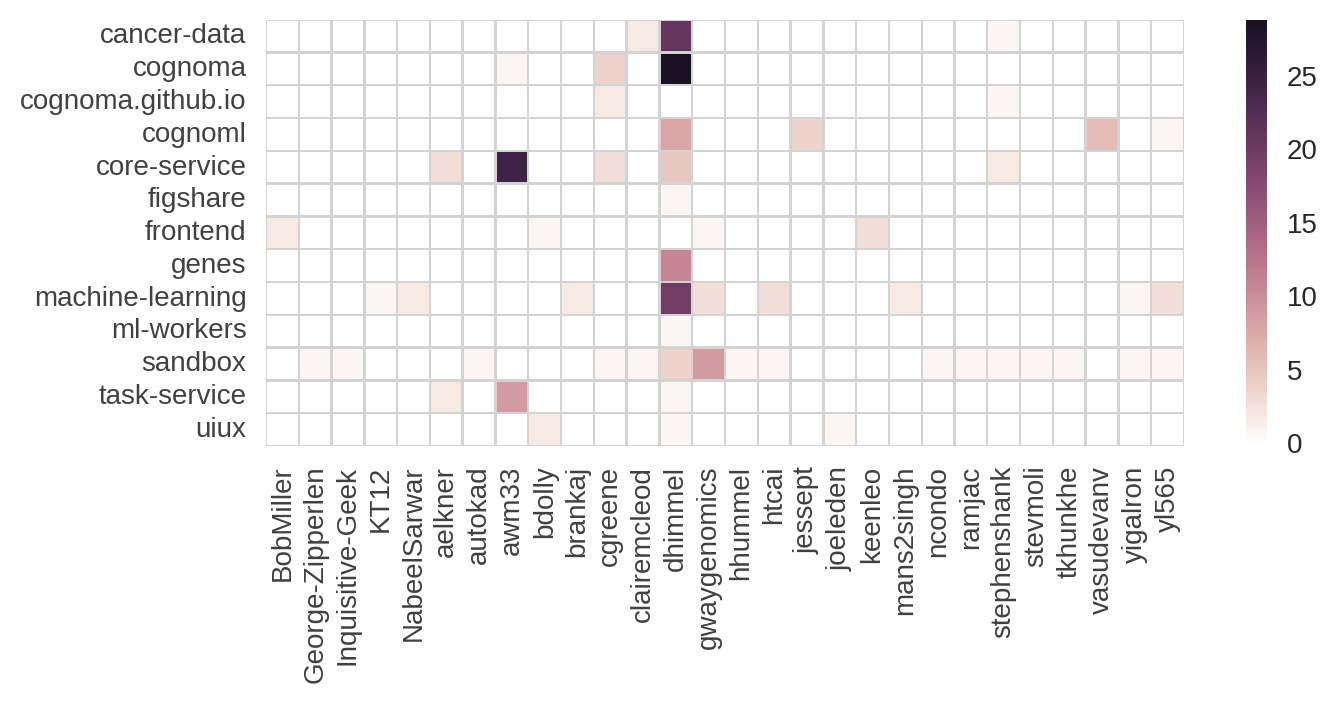 cancer-data
cognoma
cognoma.github.io
cognoml
core-service
figshare
frontend
genes
machine-learning
ml-workers
sandbox
task-service
uiux
BobMiller
George-Zipperlen
Inquisitive-Geek
KT12
NabeelSarwar
aelkner
autokad
awm33
bdolly
brankaj
cgreene
clairemcleod
dhimmel
gwaygenomics
hhummel
htcai
jessept
joeleden
keenleo
mans2singh
ncondo
ramjac
stephenshank
stevmoli
tkhunkhe
vasudevanv
yigalron
yl565
25
20
15
10
5
0